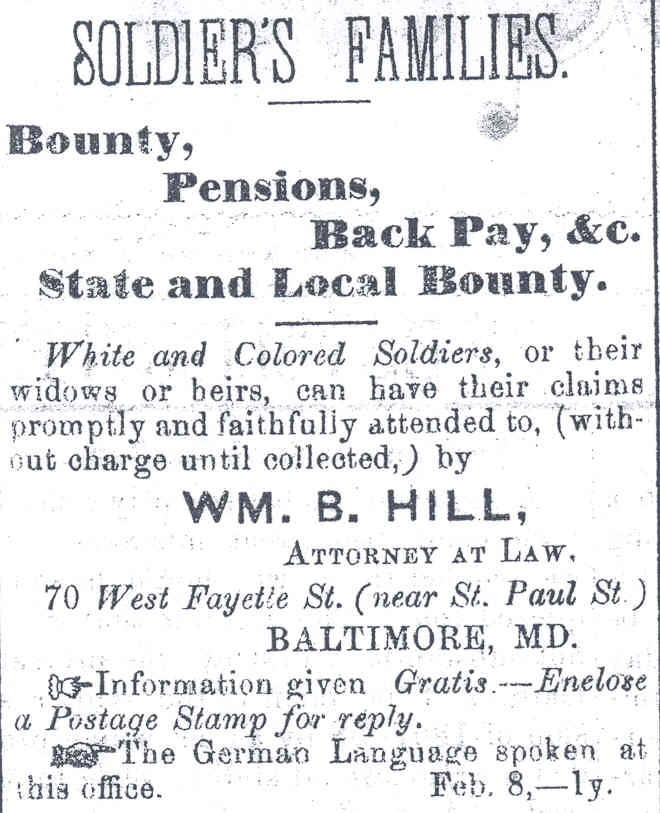 SOLDIER'S FAMILIES.
Bounty,
Pensions,
Back Pay, &c.
State and Local Bounty.
White and Colored Soldiers, or their
widows or heirs, can have their claims
promptly and faithfully attended to, (with-
out charge until collected,) by
WM. B. HILL,
ATTORNEY AT LAW,
70 West Fayette St. (near St. Paul St.)
BALTIMORE, MD.
☞Information given Gratis.—Enclose
a Postage Stamp for reply.
☞The German Language spoken at
this office. Feb. 8,—ly.